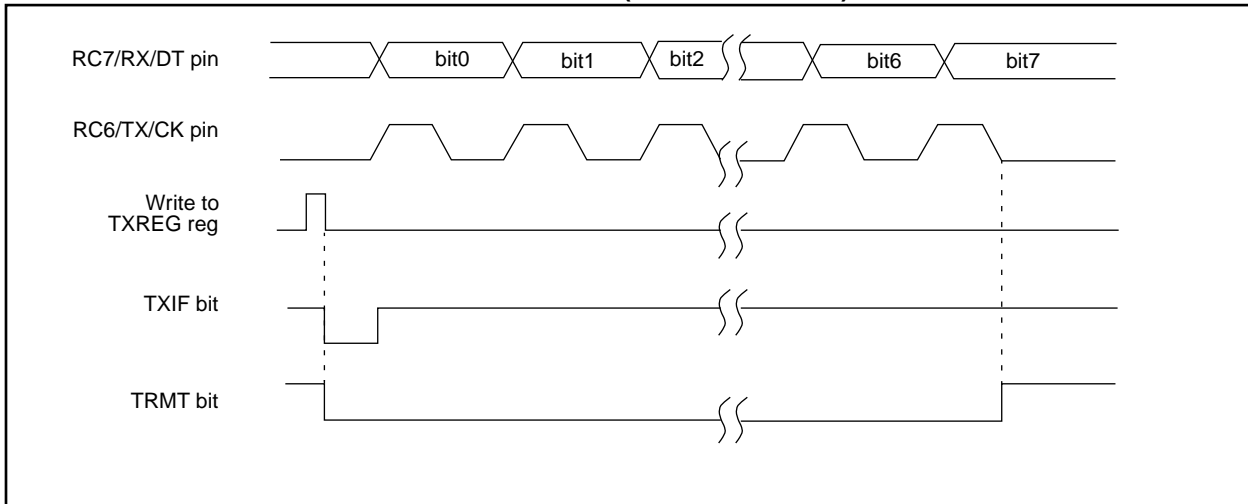 RC7/RX/DT pin
bit0
bit1
bit2
bit6
bit7
RC6/TX/CK pin
Write to
TXREG reg
TXIF bit
TRMT bit